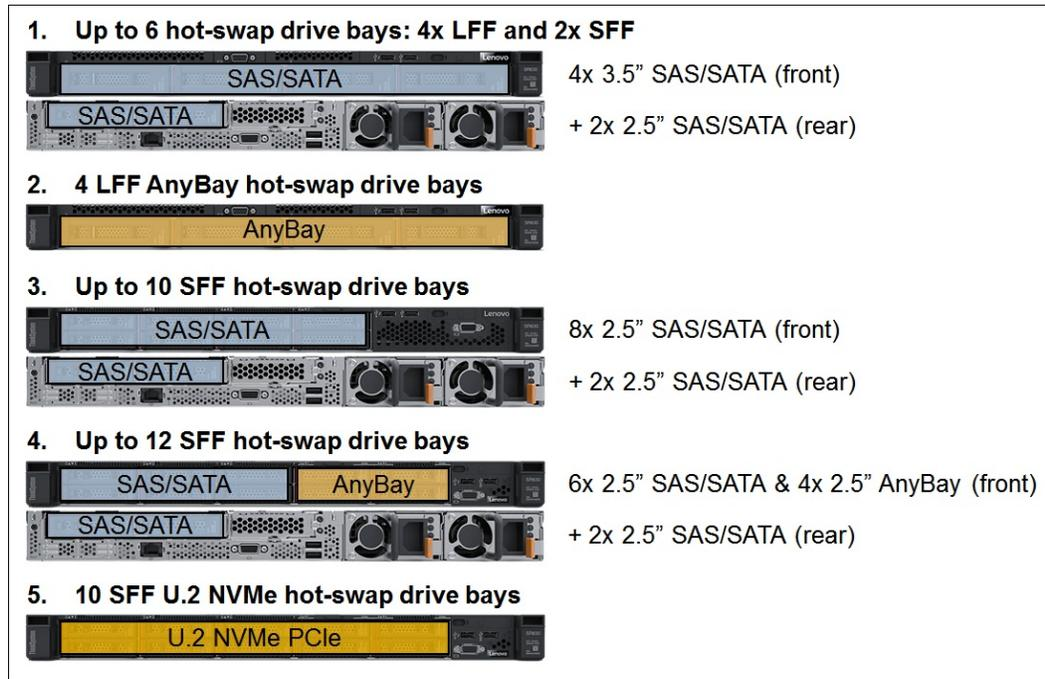 1. Up to 6 hot-swap drive bays: 4x LFF and 2x SFF
Lenovo
SAS/SATA
4x 3.5” SAS/SATA (front)
SAS/SATA
+ 2x 2.5” SAS/SATA (rear)
2. 4 LFF AnyBay hot-swap drive bays
Lenovo
AnyBay
3. Up to 10 SFF hot-swap drive bays
Lenovo
SAS/SATA
8x 2.5” SAS/SATA (front)
SAS/SATA
+ 2x 2.5” SAS/SATA (rear)
4. Up to 12 SFF hot-swap drive bays
SAS/SATA AnyBay
Lenovo
6x 2.5” SAS/SATA & 4x 2.5” AnyBay (front)
SAS/SATA
+ 2x 2.5” SAS/SATA (rear)
5. 10 SFF U.2 NVMe hot-swap drive bays
U.2 NVMe PCIe
Lenovo